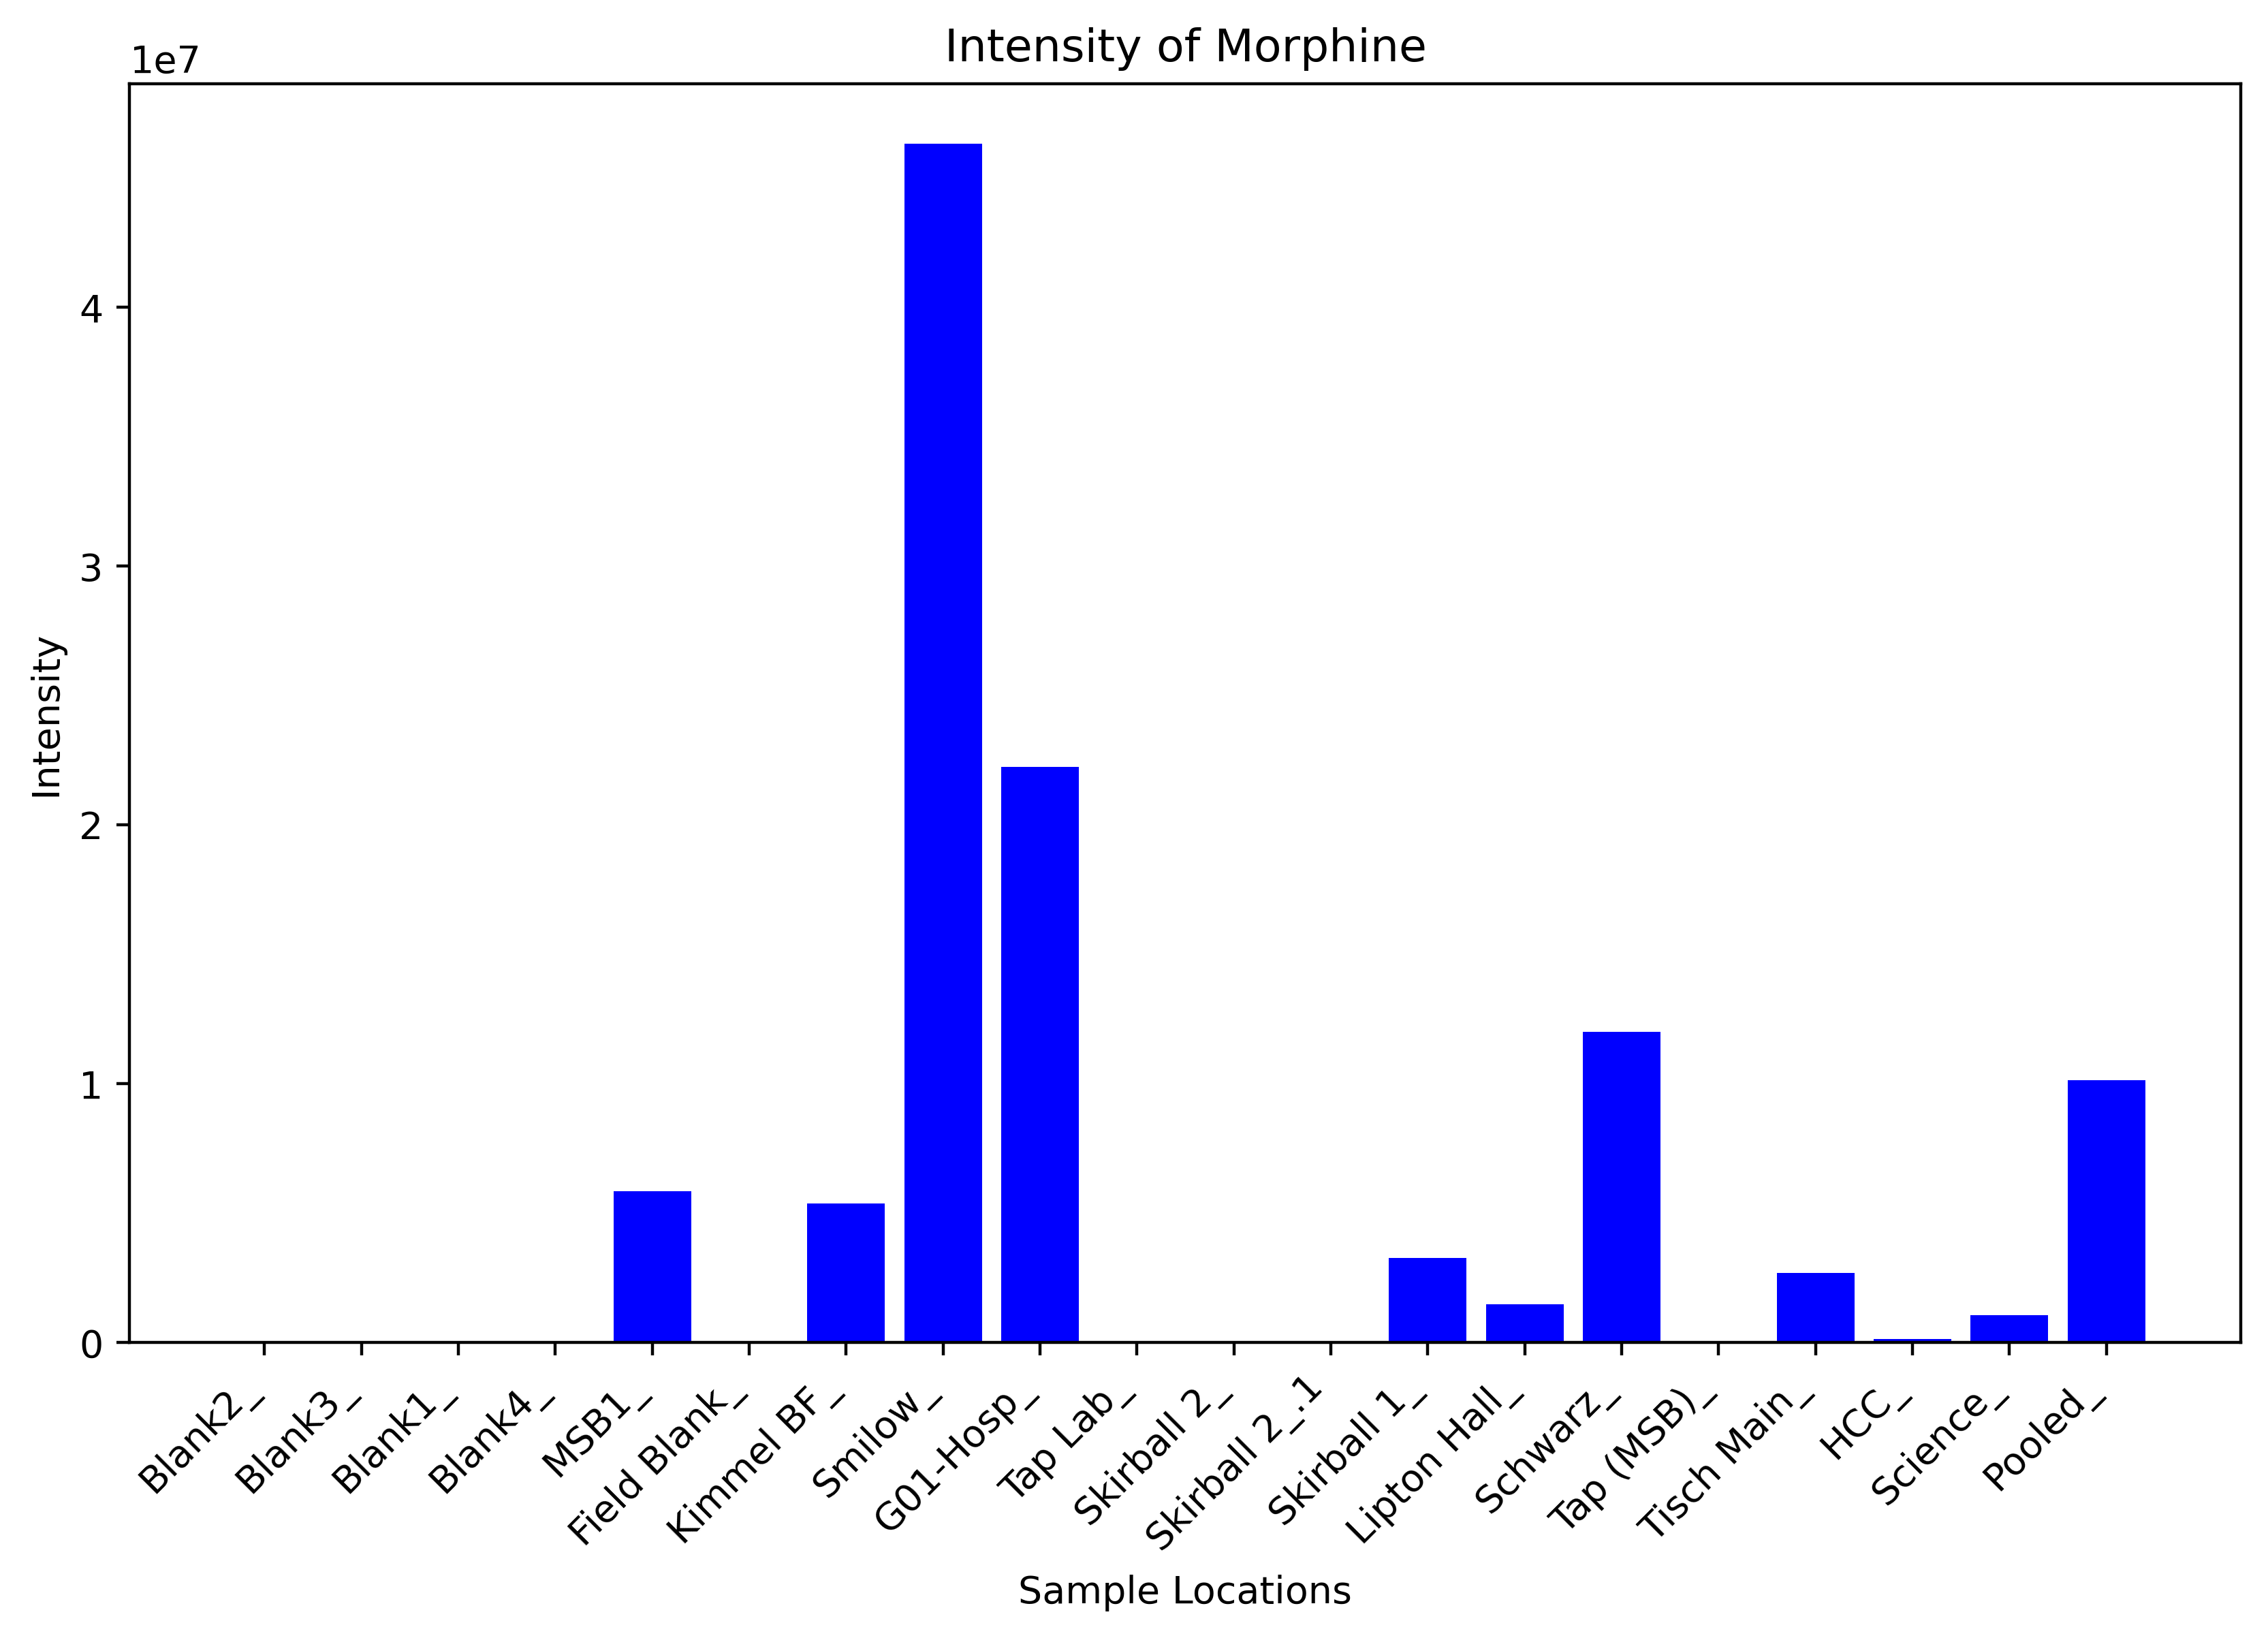 Intensity of Morphine
1e7
4
3
2
1
0
Intensity
Blank2_
Blank3_
Blank1_
Blank4_
MSB1_
Field Blank_
Kimmel BF_
Smilow_
G01-Hosp_
Tap Lab_
Skirball 2_
Skirball 2_.1
Skirball 1_
Lipton Hall_
Schwarz_
Tap (MSB)_
Tisch Main_
HCC_
Science_
Pooled_
Sample Locations